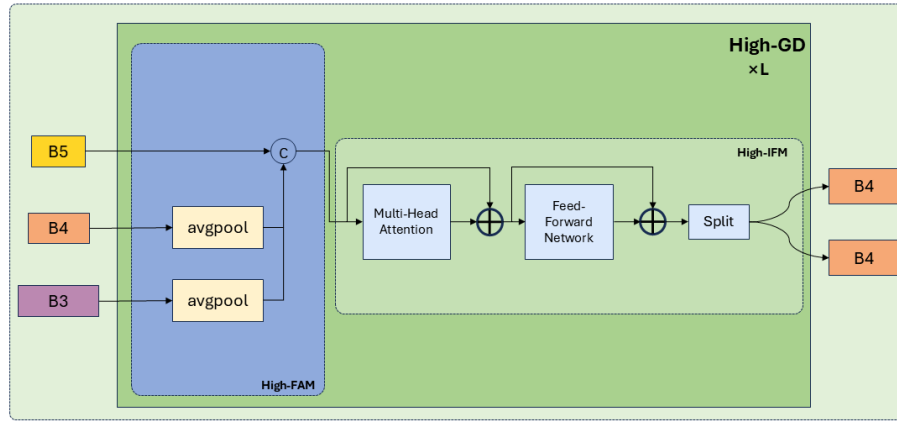 High-GD
×L
B5
C
High-IFM
B4
B4
avgpool
Multi-Head
Attention
Feed-
Forward
Network
Split
B4
B3
avgpool
High-FAM